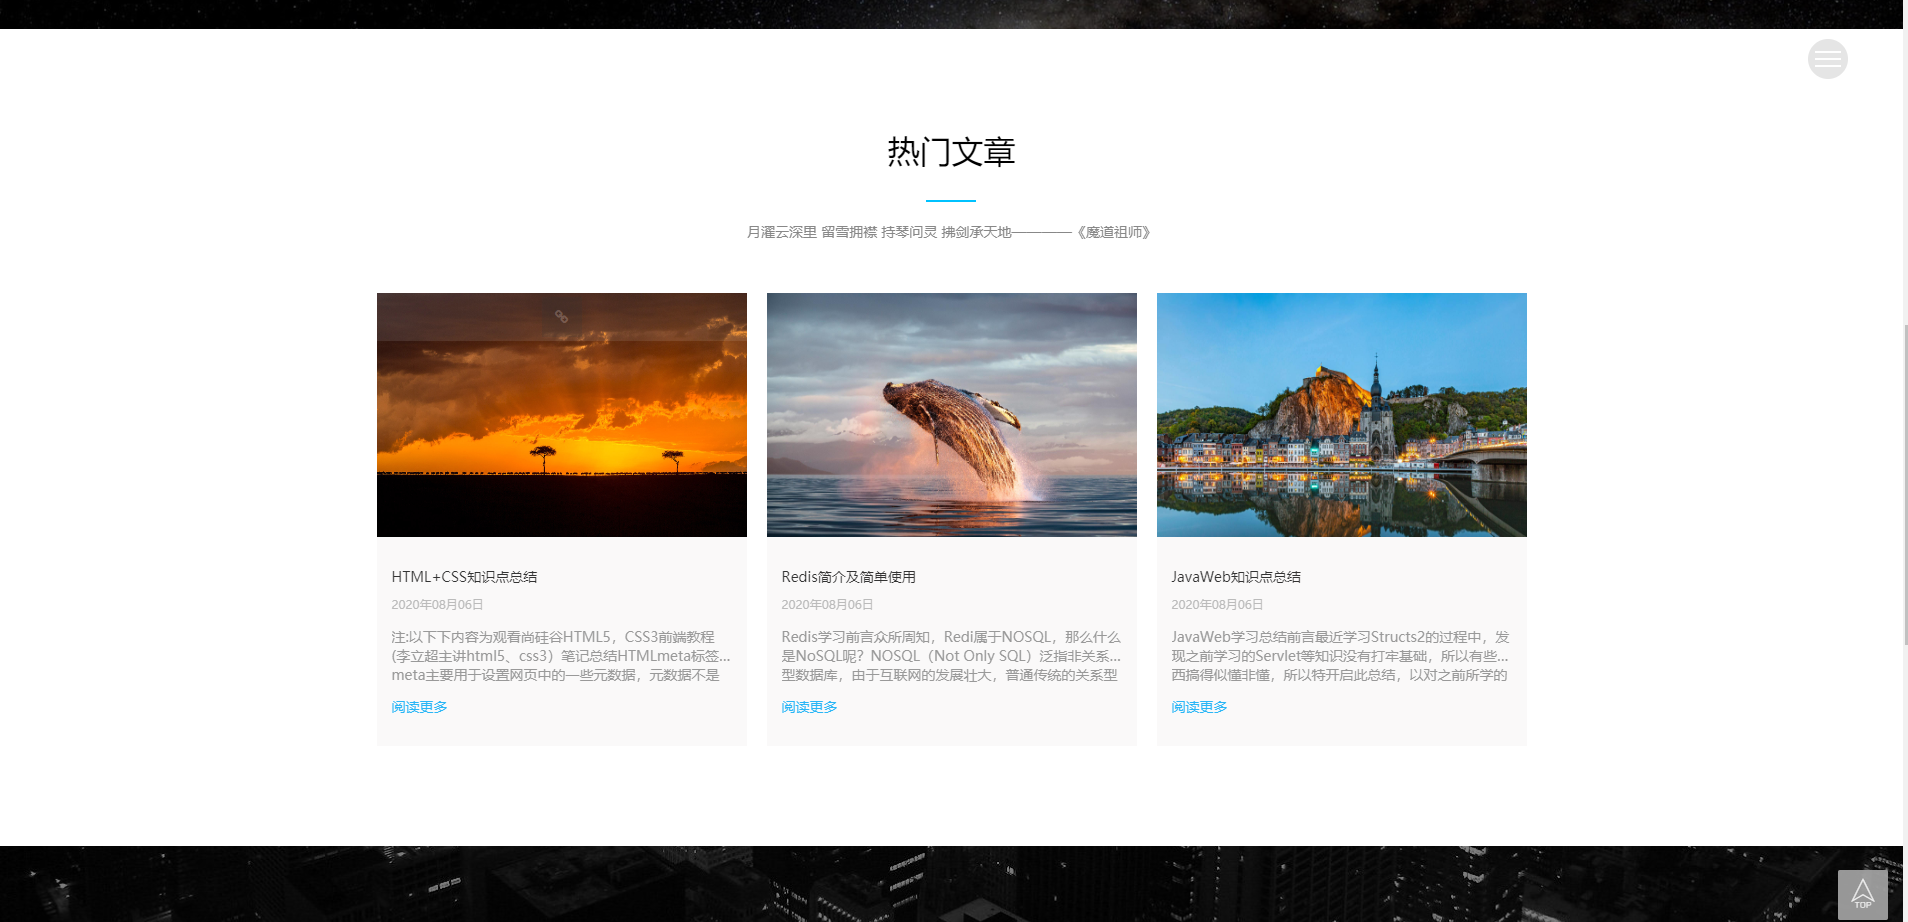 热门文章
月濯云深里 留雪拥襟 持琴问灵 拂剑承天地————《魔道祖师》
HTML+CSS知识点总结
2020年08月06日
注:以下下内容为观看尚硅谷HTML5，CSS3前端教程
(李立超主讲html5、css3）笔记总结HTMLmeta标签...
meta主要用于设置网页中的一些元数据，元数据不是
阅读更多
Redis简介及简单使用
2020年08月06日
Redis学习前言众所周知，Redi属于NOSQL，那么什么
是NoSQL呢？NOSQL（Not Only SQL）泛指非关系...
型数据库，由于互联网的发展壮大，普通传统的关系型
阅读更多
JavaWeb知识点总结
2020年08月06日
JavaWeb学习总结前言最近学习Structs2的过程中，发
现之前学习的Servlet等知识没有打牢基础，所以有些...
西搞得似懂非懂，所以特开启此总结，以对之前所学的
阅读更多
TOP